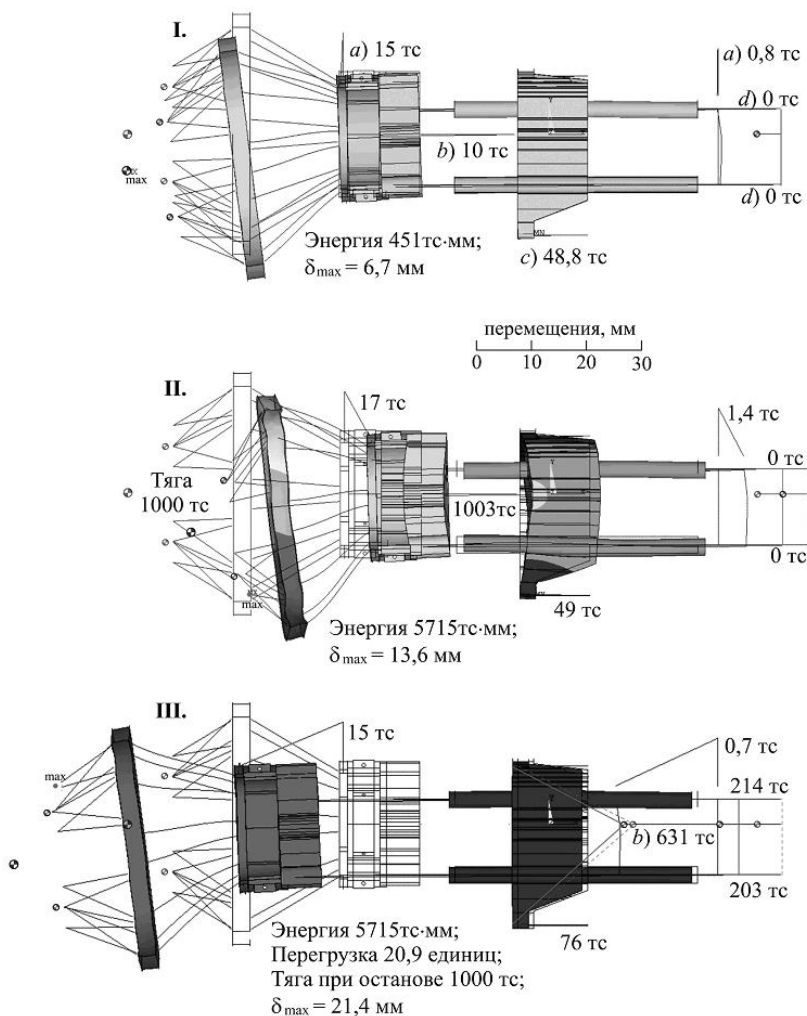 I.
a) 15 тс
a) 0,8 тс
d) 0 тс
b) 10 тс
max
d) 0 тс
Энергия 451тс·мм;
δmax = 6,7 мм
c) 48,8 тс
перемещения, мм
0 10 20 30
II.
17 тс
1,4 тс
0 тс
Тяга
1000 тс
1003тс
0 тс
max
49 тс
Энергия 5715тс·мм;
δmax = 13,6 мм
III.
15 тс
0,7 тс
max
214 тс
b) 631 тс
203 тс
Энергия 5715тс·мм;
76 тс
Перегрузка 20,9 единиц;
Тяга при останове 1000 тс;
δmax = 21,4 мм